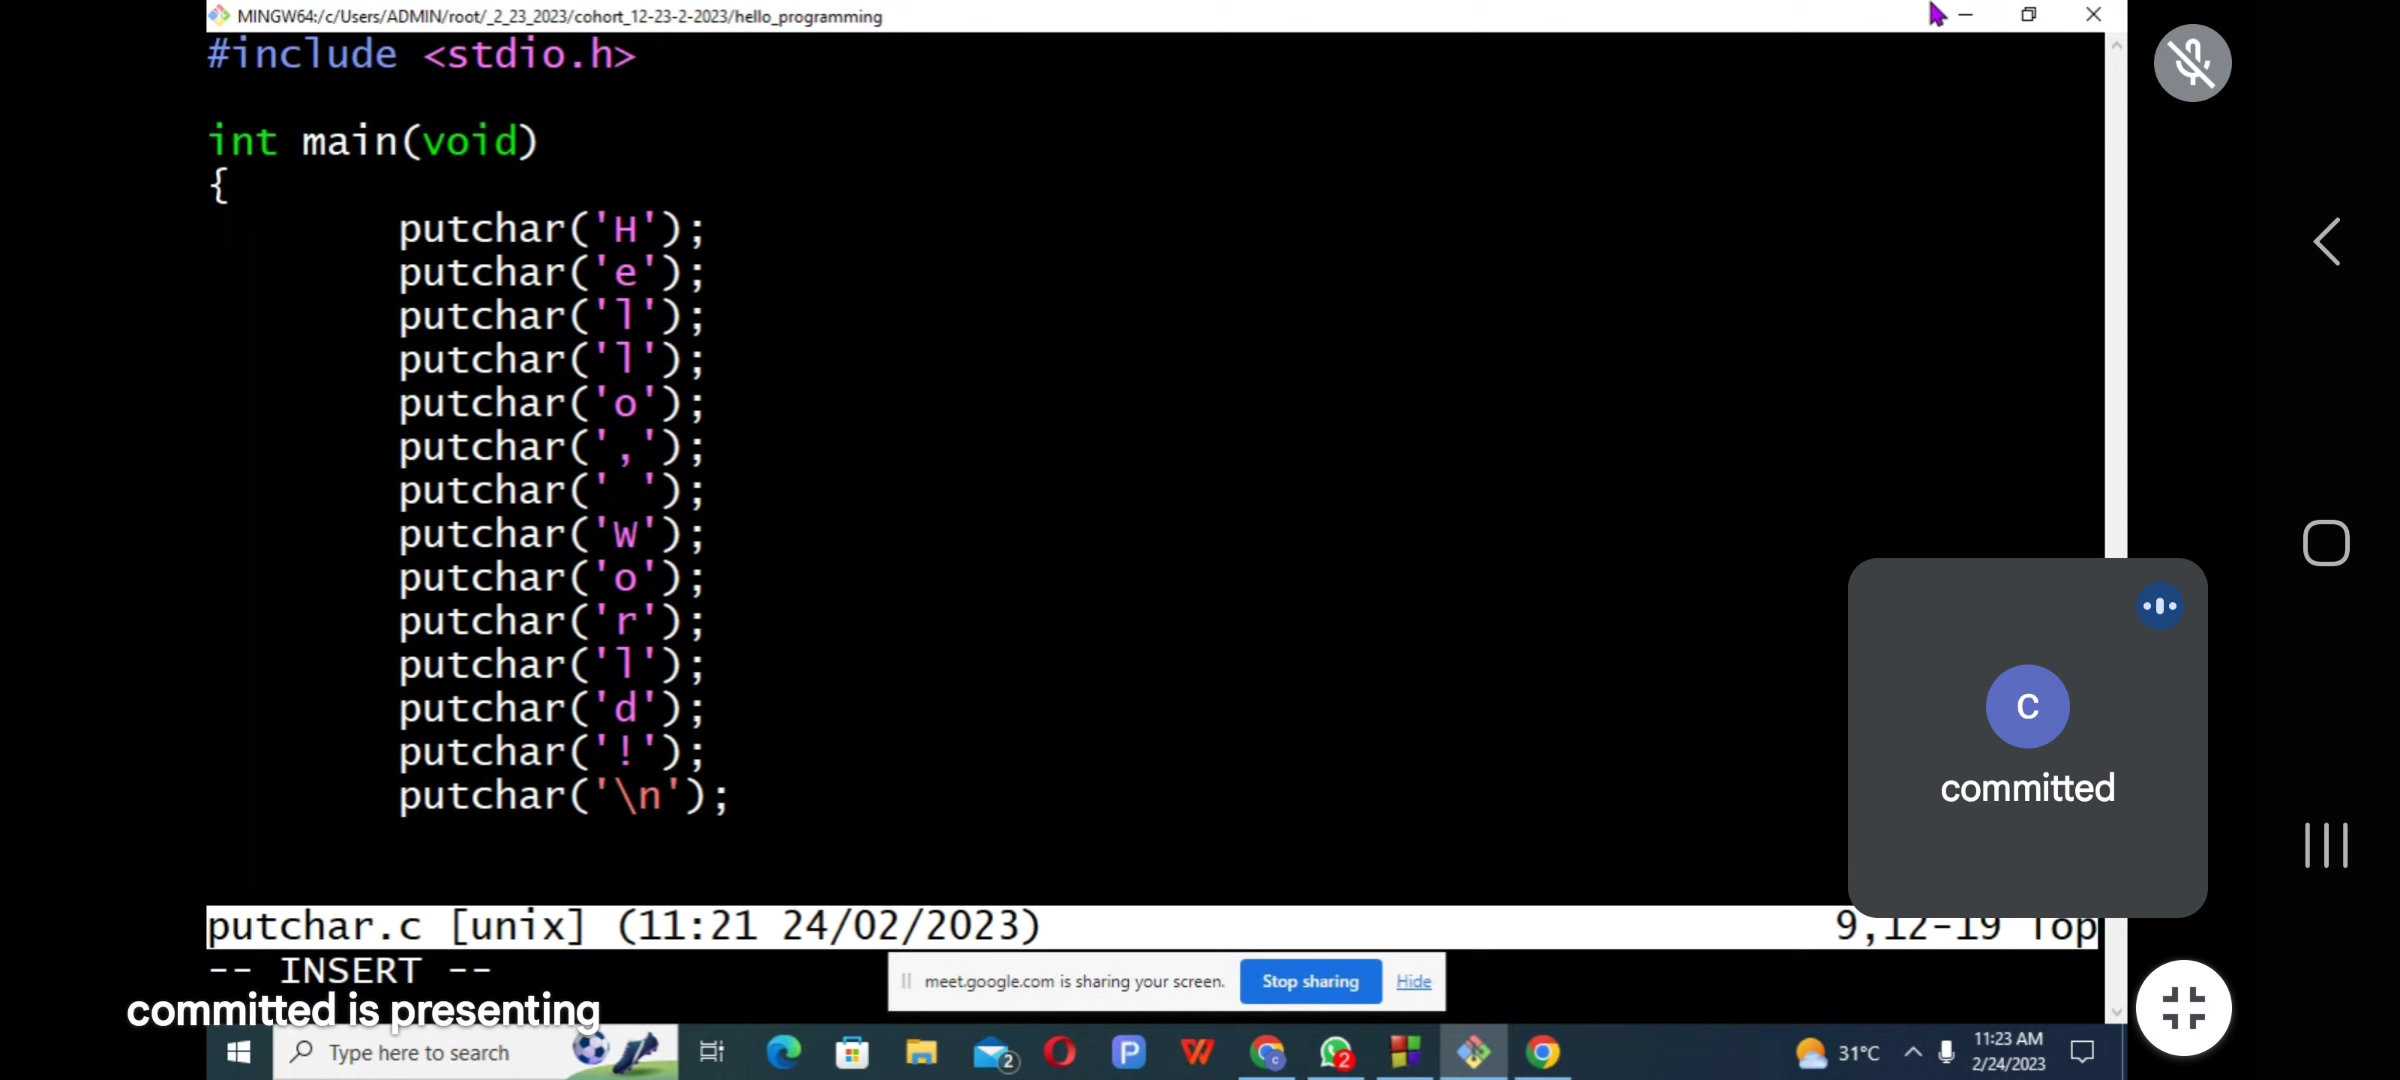 MINGW64:/c/Users/ADMIN/root/_2_23_2023/cohort_12-23-2-2023/hello_programming
#include <stdio.h>
int main(void)
{
putchar('H');
putchar('e');
putchar('l');
putchar('l');
putchar('o');
putchar(',');
putchar(' ');
putchar('W');
putchar('o');
putchar('r');
putchar('l');
putchar('d');
putchar('!');
putchar('\n');
C
committed
putchar.c [unix] (11:21 24/02/2023) 9,12-19 Top
-- INSERT --
meet.google.com is sharing your screen. Stop sharing Hide
committed is presenting
Type here to search
2
P
W
C
2
31°C
11:23 AM
2/24/2023